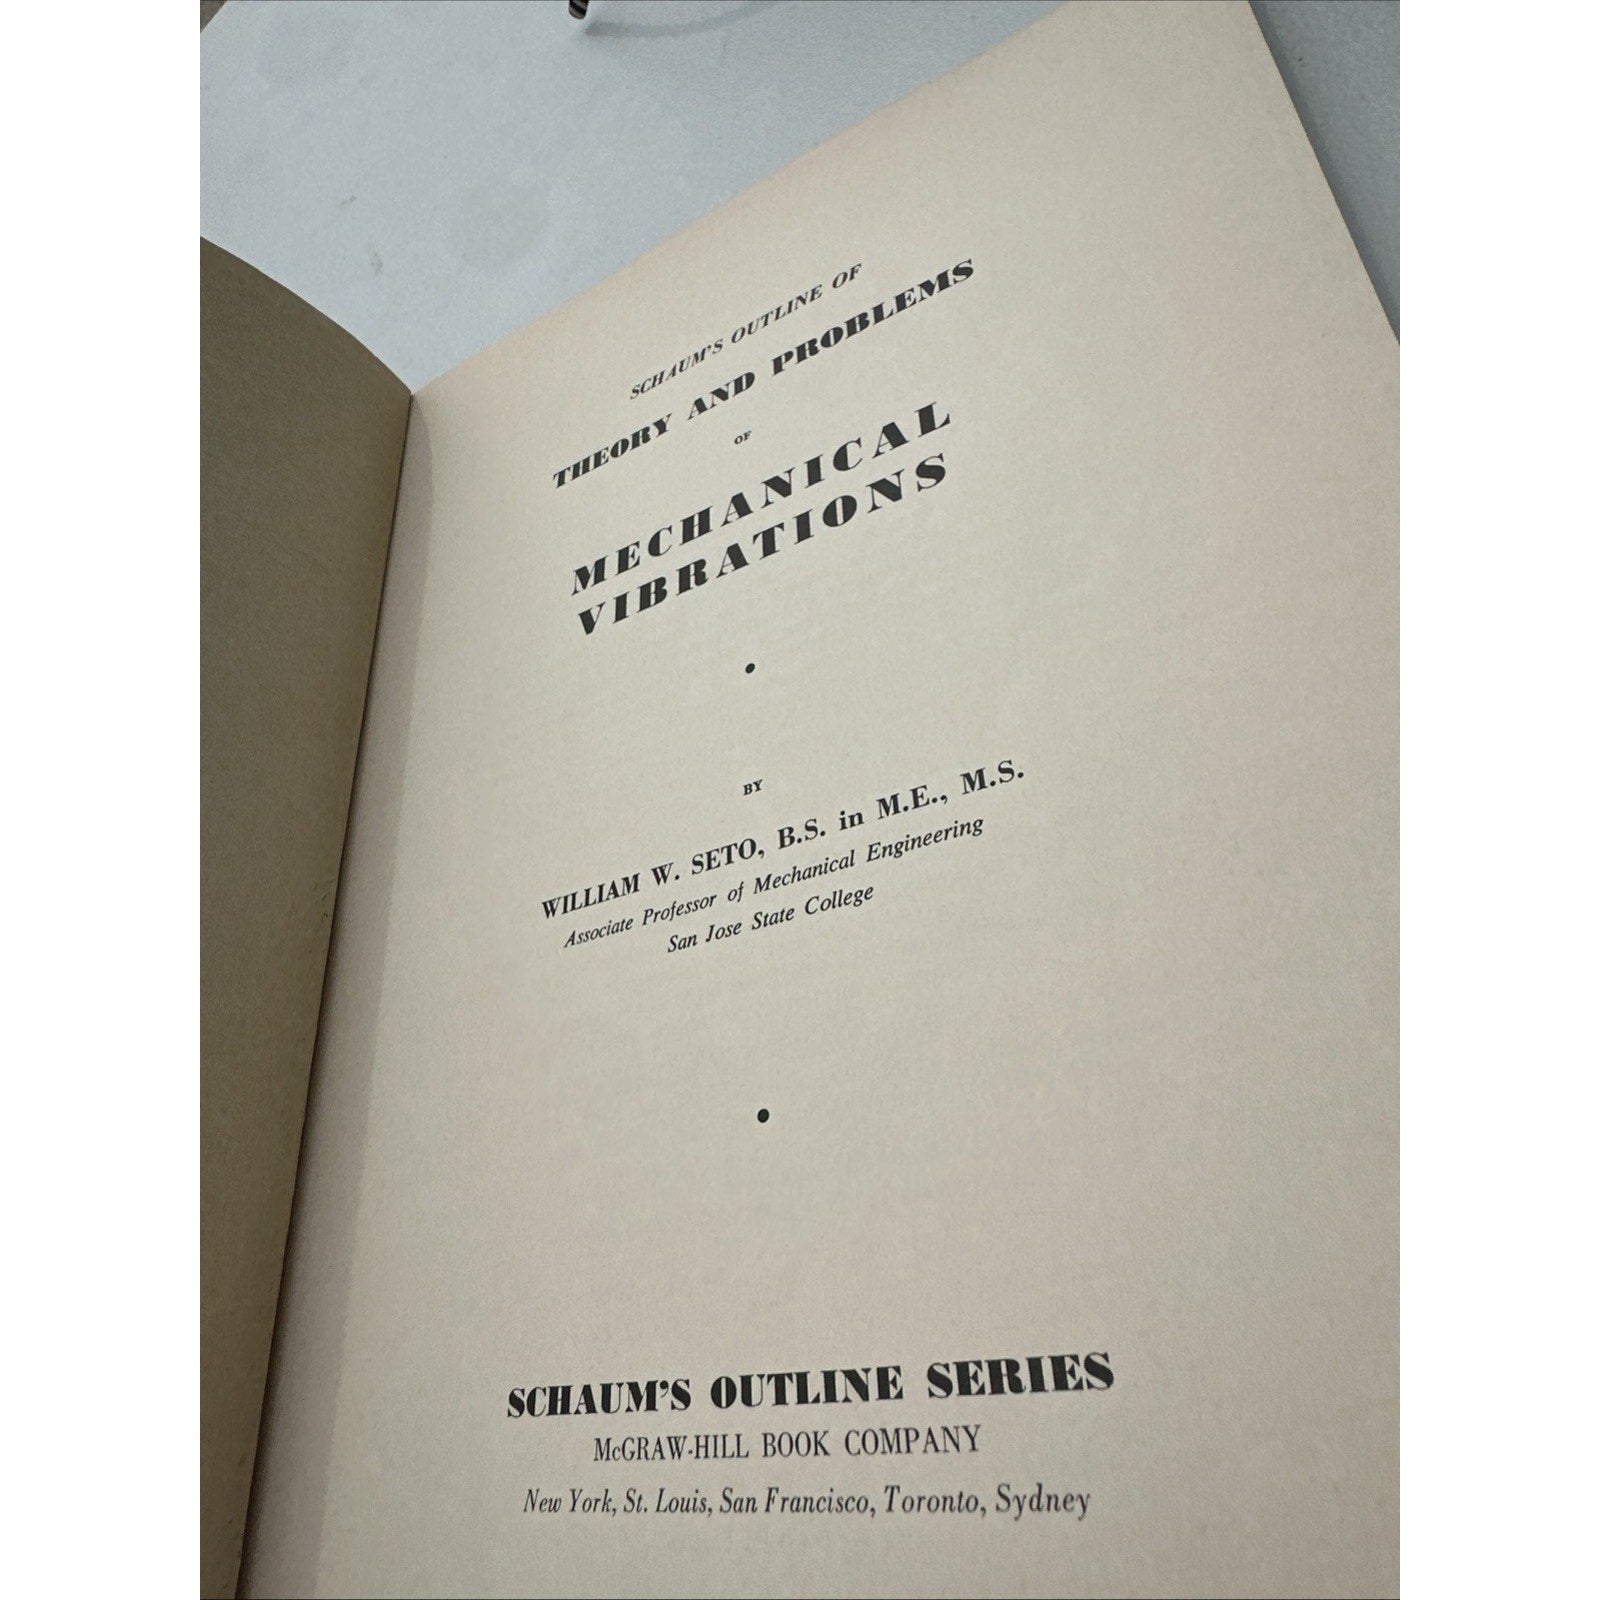 SCHAUM'S OUTLINE OF
THEORY AND PROBLEMS
OF
MECHANICAL
VIBRATIONS
BY
WILLIAM W. SETO, B.S. in M.E., M.S.
Associate Professor of Mechanical Engineering
San Jose State College
SCHAUM'S OUTLINE SERIES
McGRAW-HILL BOOK COMPANY
New York, St. Louis, San Francisco, Toronto, Sydney